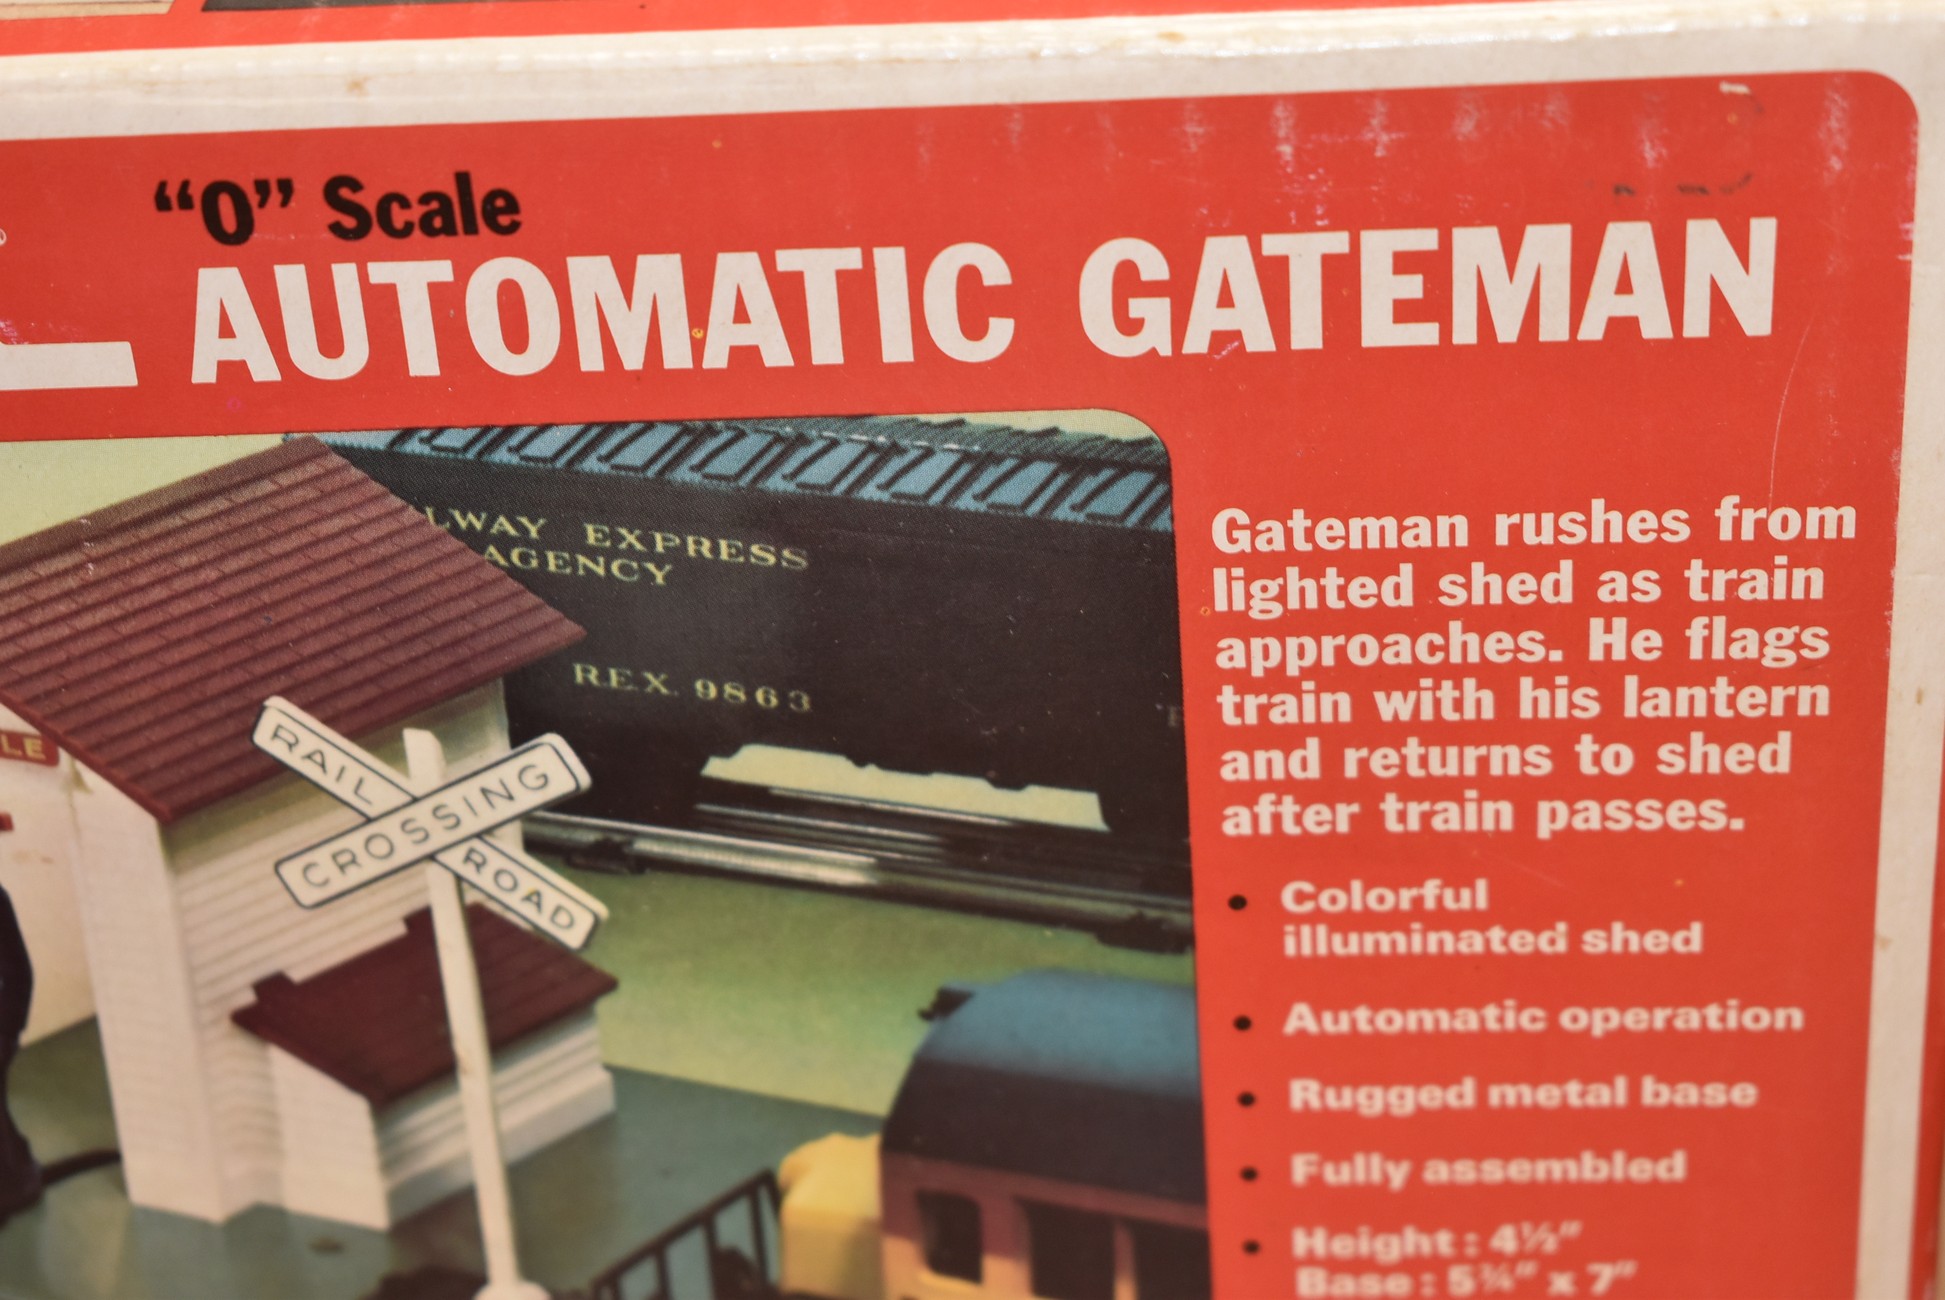 “O” Scale
AUTOMATIC GATEMAN
LWAY EXPRESS
AGENCY
R.E.X. 9863
LE
RAIL
CROSSING
ROAD
Gateman rushes from
lighted shed as train
approaches. He flags
train with his lantern
and returns to shed
after train passes.
• Colorful
illuminated shed
• Automatic operation
• Rugged metal base
• Fully assembled
• Height: 4½"
Base: 5¾" x 7"